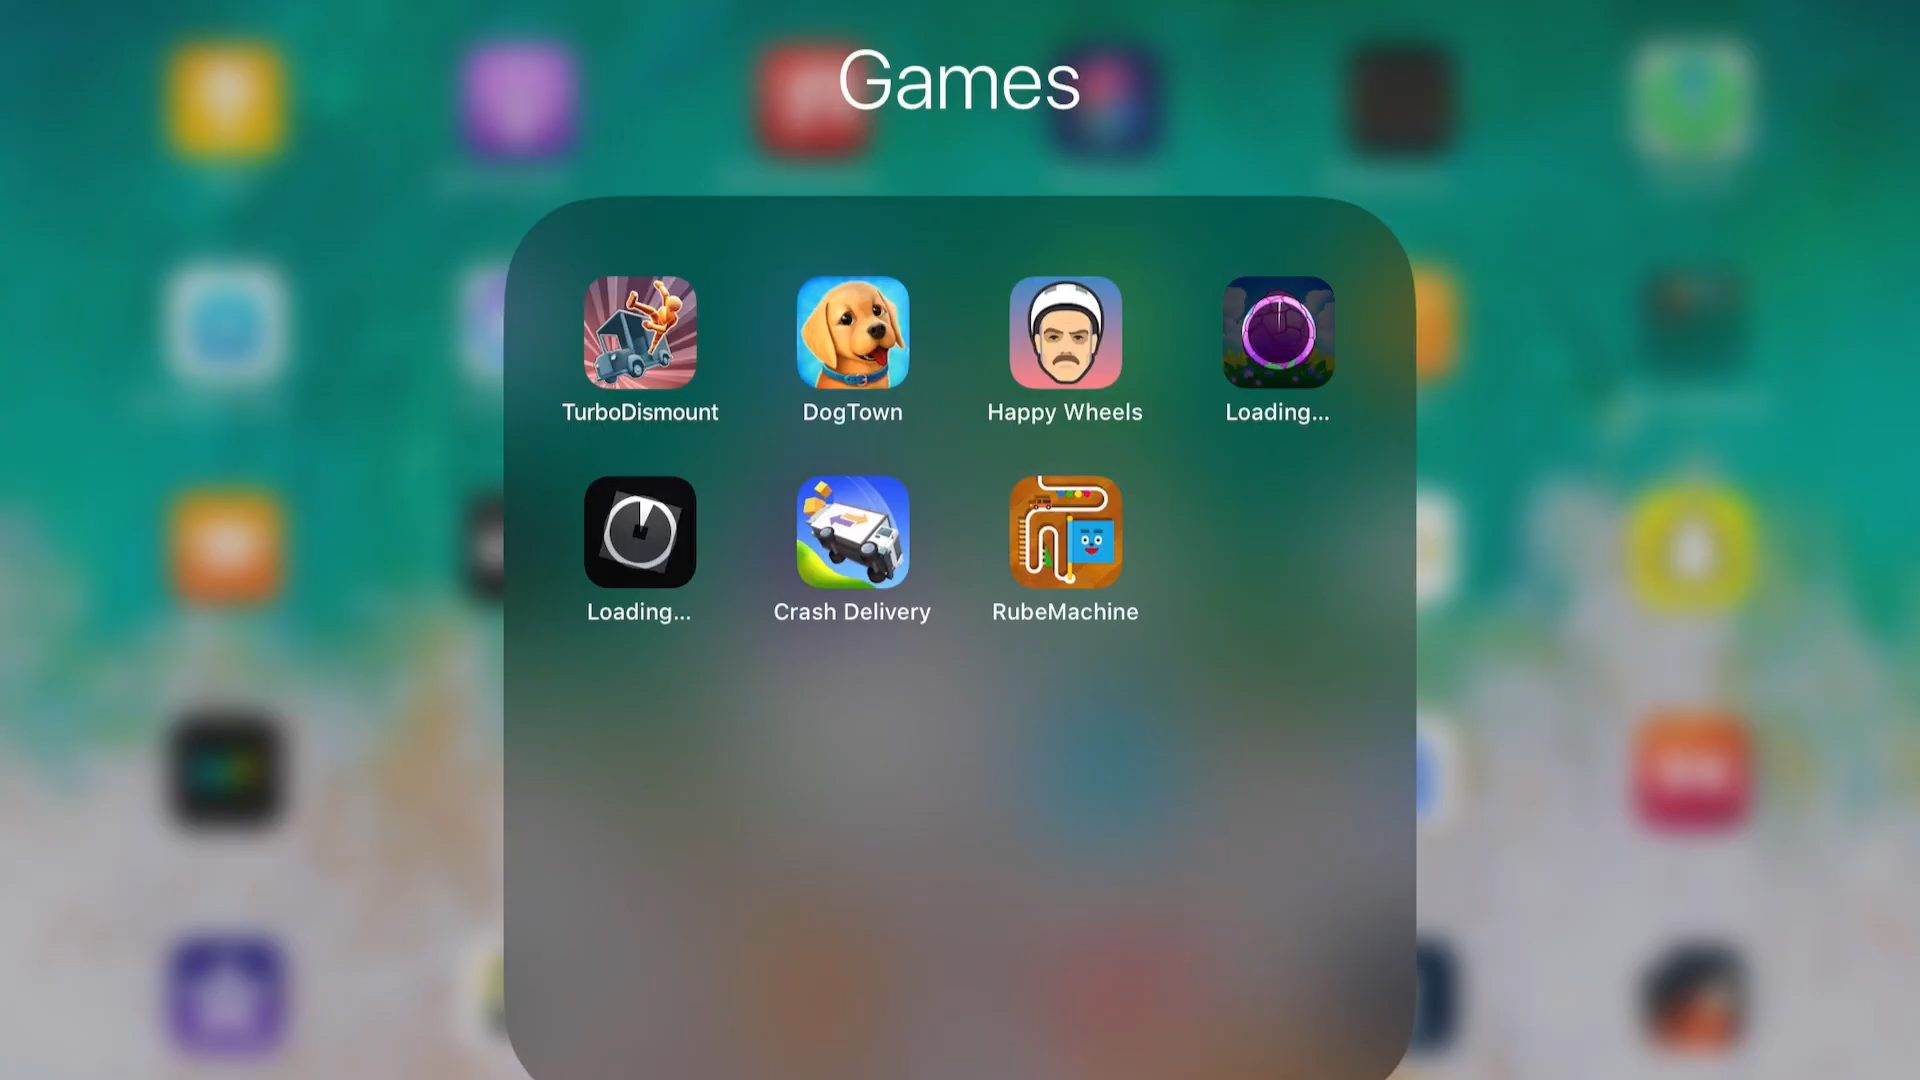 Games
TurboDismount
DogTown
Happy Wheels
Loading...
Loading...
Crash Delivery
RubeMachine